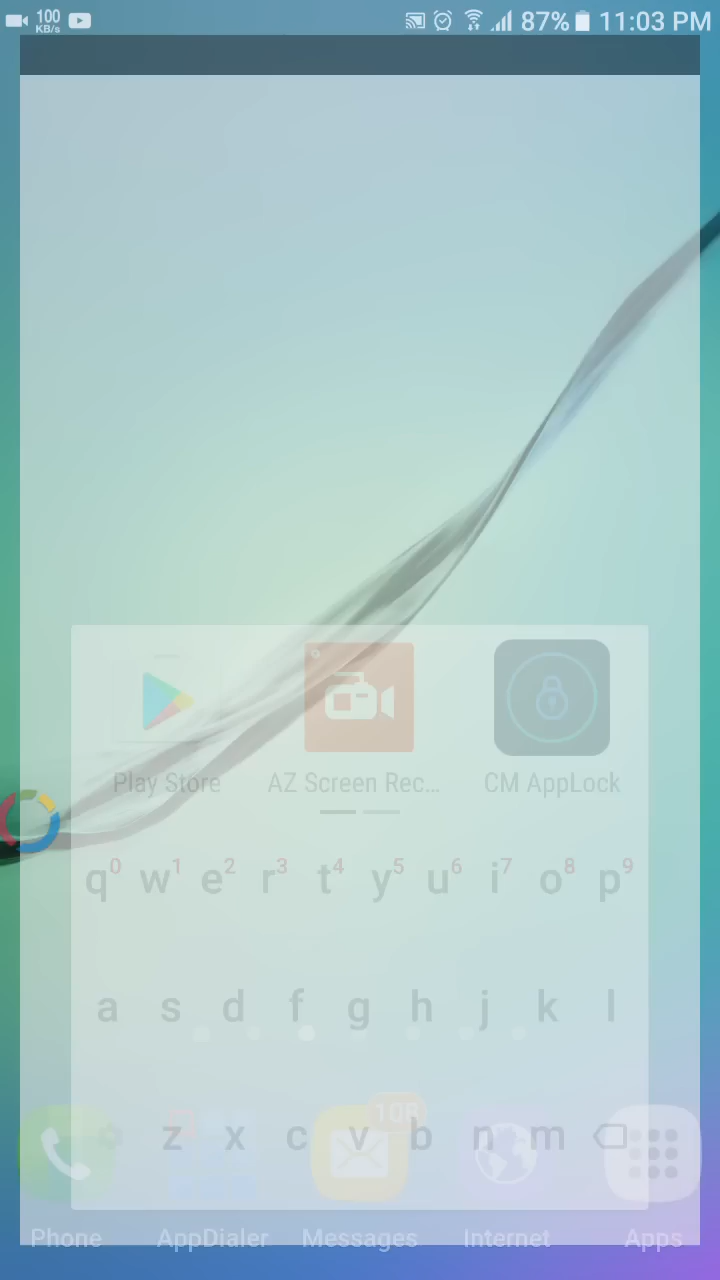 100 KB/s 87% 11:03 PM
Play Store AZ Screen Rec... CM AppLock
q0 w1 e2 r3 t4 y5 u6 i7 o8 p9
a s d f g h j k l
108
z x c v b n m
Phone AppDialer Messages Internet Apps